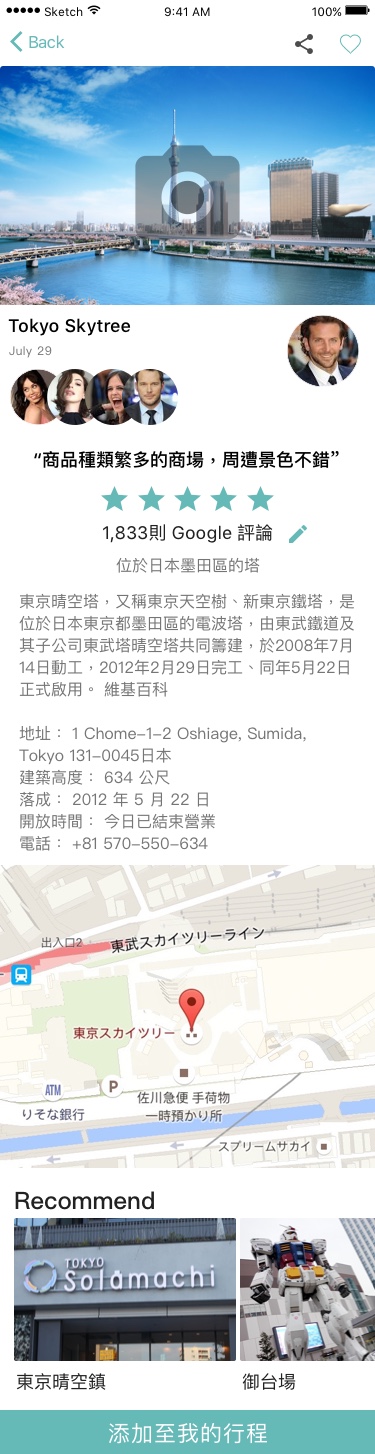 Sketch 9:41 AM 100%
Back
Tokyo Skytree
July 29
“商品種類繁多的商場，周遭景色不錯”
1,833則 Google 評論
位於日本墨田區的塔
東京晴空塔，又稱東京天空樹、新東京鐵塔，是
位於日本東京都墨田區的電波塔，由東武鐵道及
其子公司東武塔晴空塔共同籌建，於2008年7月
14日動工，2012年2月29日完工、同年5月22日
正式啟用。 維基百科
地址： 1 Chome-1-2 Oshiage, Sumida,
Tokyo 131-0045日本
建築高度： 634 公尺
落成： 2012 年 5 月 22 日
開放時間： 今日已結束營業
電話： +81 570-550-634
出入口2
東武スカイツリーライン
東京スカイツリー
ATM
P
りそな銀行
佐川急便 手荷物
一時預かり所
スプリームサカイ
Recommend
TOKYO
Solamachi
東京晴空鎮
御台場
添加至我的行程